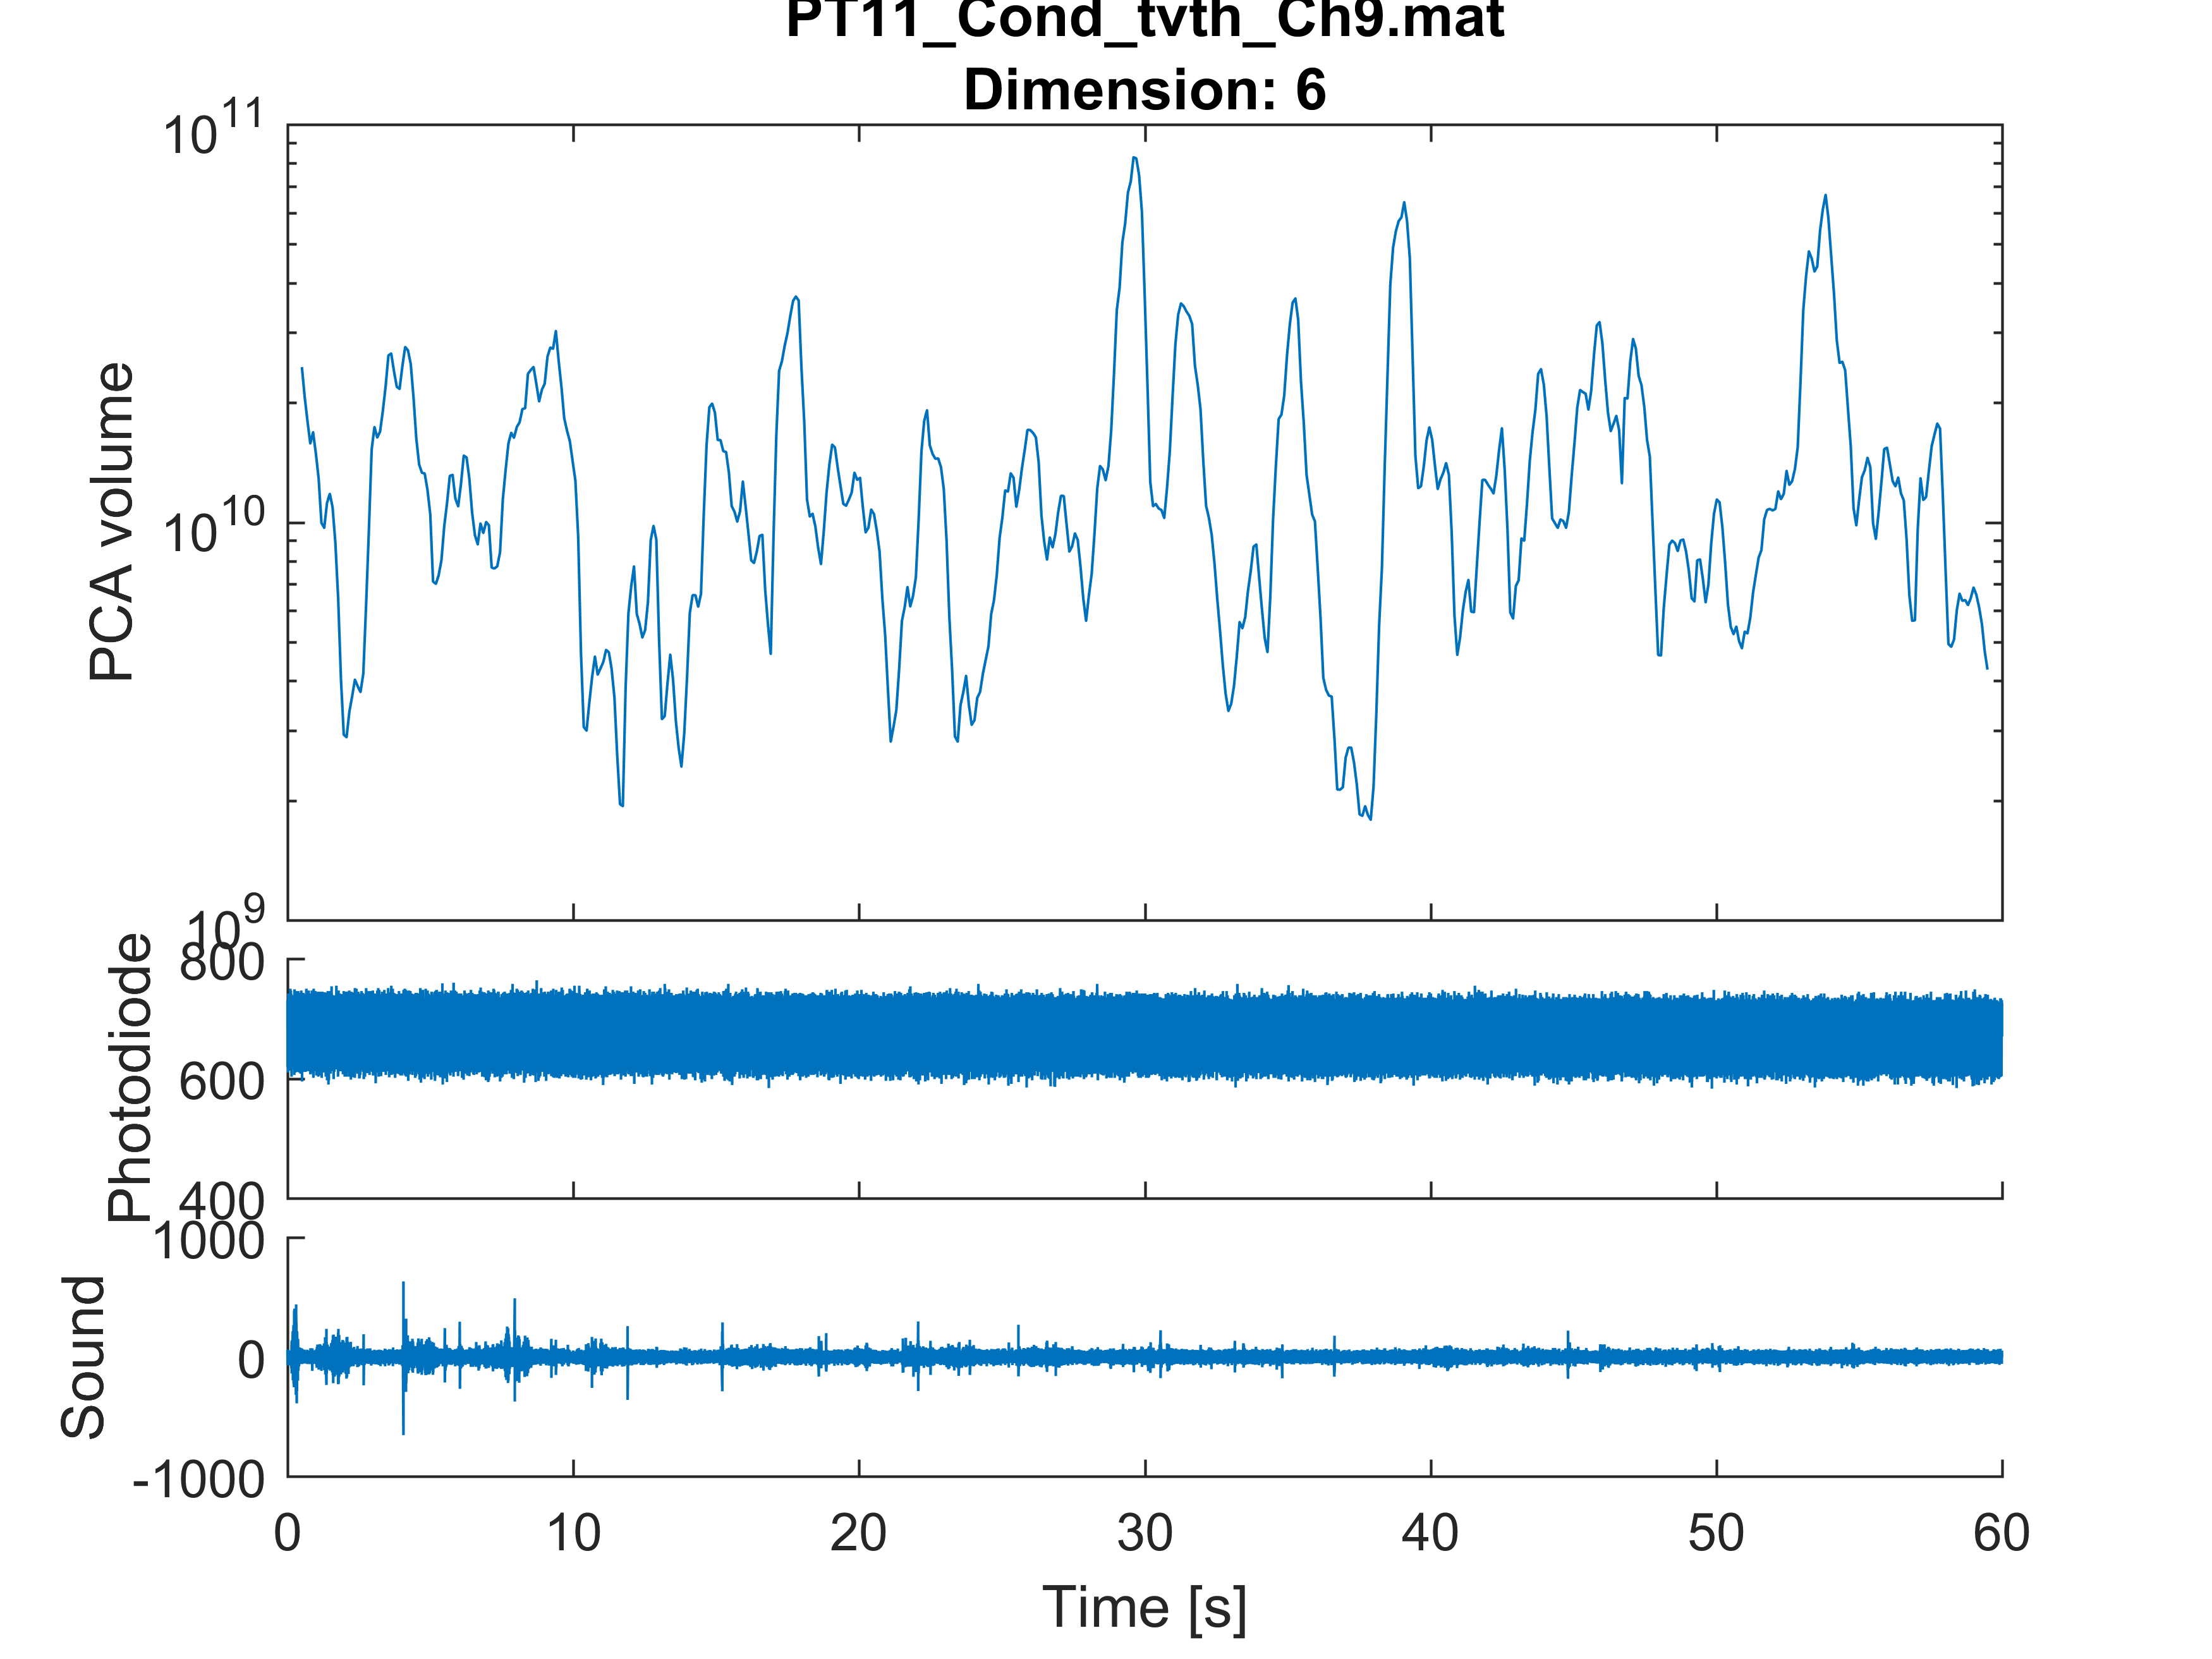 PT11_Cond_tvth_Ch9.mat
Dimension: 6
10^11
10^10
10^9
PCA volume
800
600
400
Photodiode
1000
0
-1000
Sound
0 10 20 30 40 50 60
Time [s]